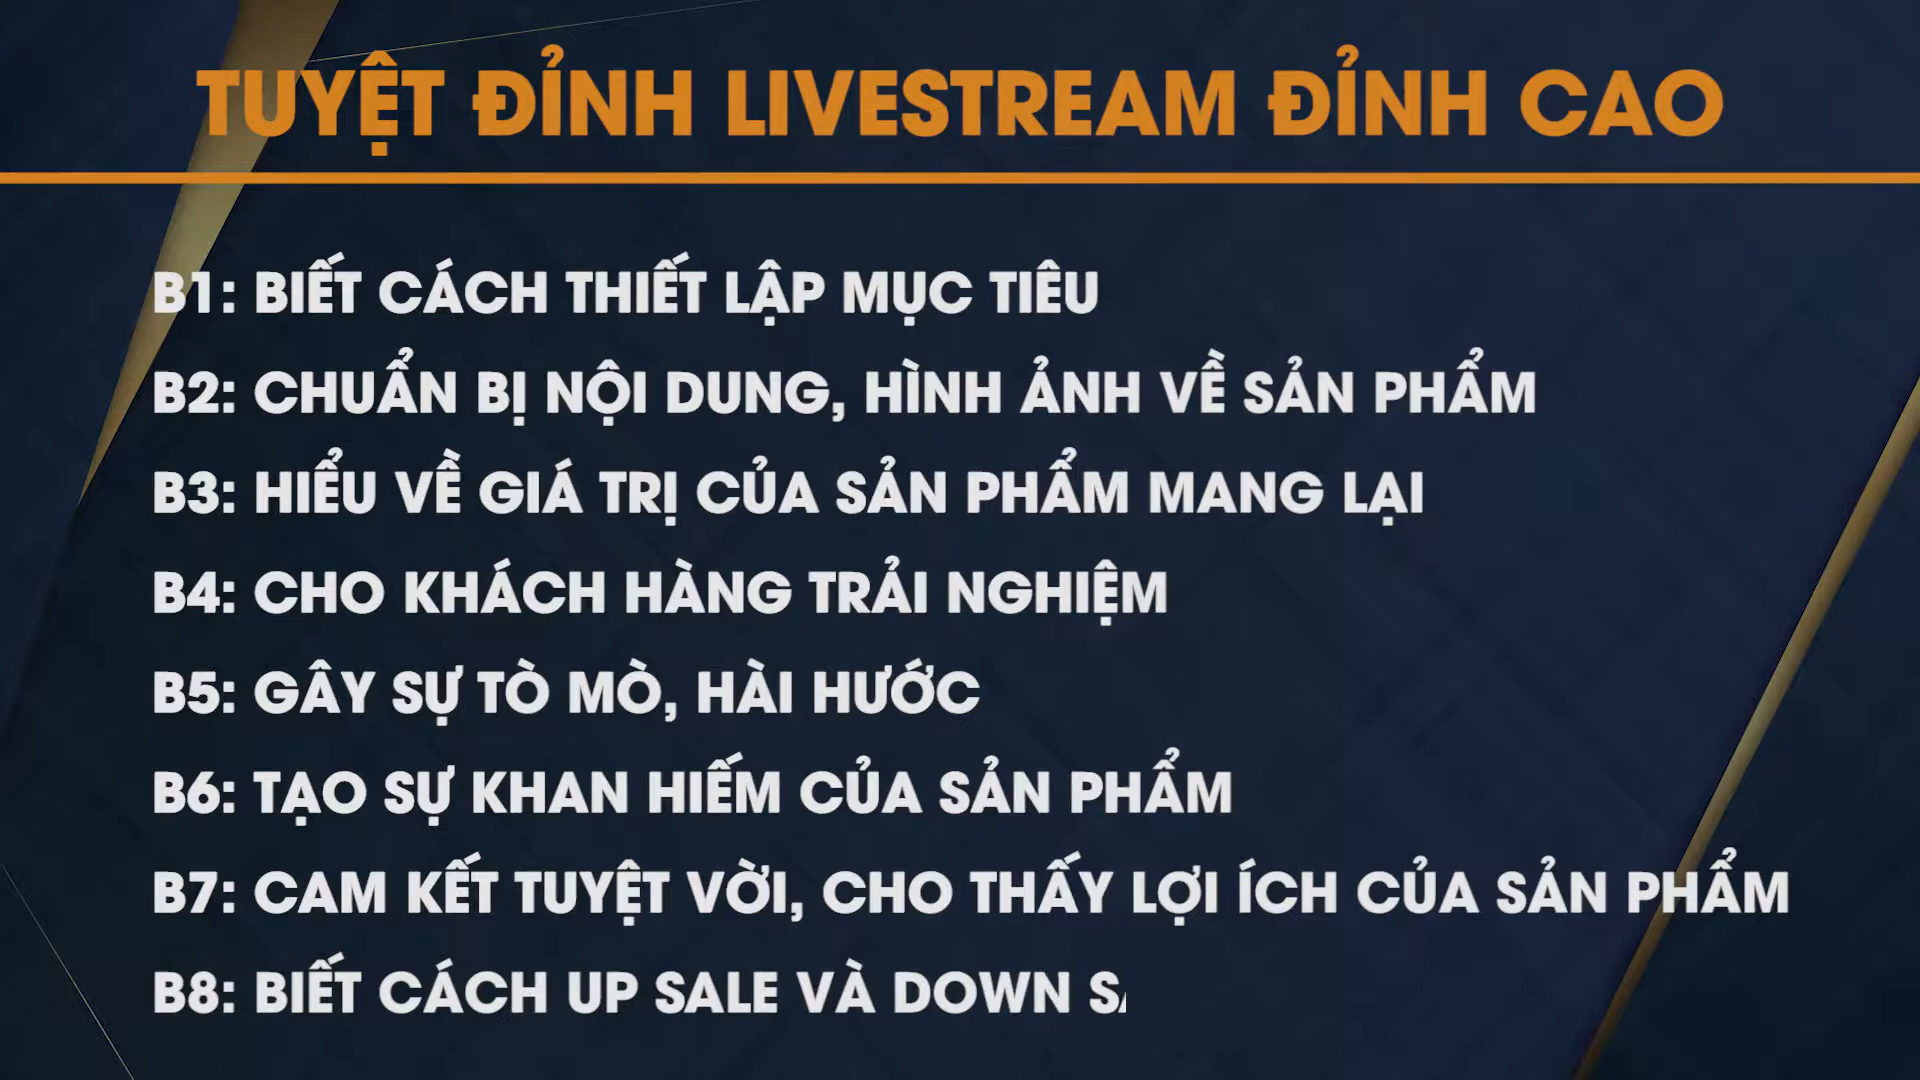 TUYỆT ĐỈNH LIVESTREAM ĐỈNH CAO
B1: BIẾT CÁCH THIẾT LẬP MỤC TIÊU
B2: CHUẨN BỊ NỘI DUNG, HÌNH ẢNH VỀ SẢN PHẨM
B3: HIỂU VỀ GIÁ TRỊ CỦA SẢN PHẨM MANG LẠI
B4: CHO KHÁCH HÀNG TRẢI NGHIỆM
B5: GÂY SỰ TÒ MÒ, HÀI HƯỚC
B6: TẠO SỰ KHAN HIẾM CỦA SẢN PHẨM
B7: CAM KẾT TUYỆT VỜI, CHO THẤY LỢI ÍCH CỦA SẢN PHẨM
B8: BIẾT CÁCH UP SALE VÀ DOWN